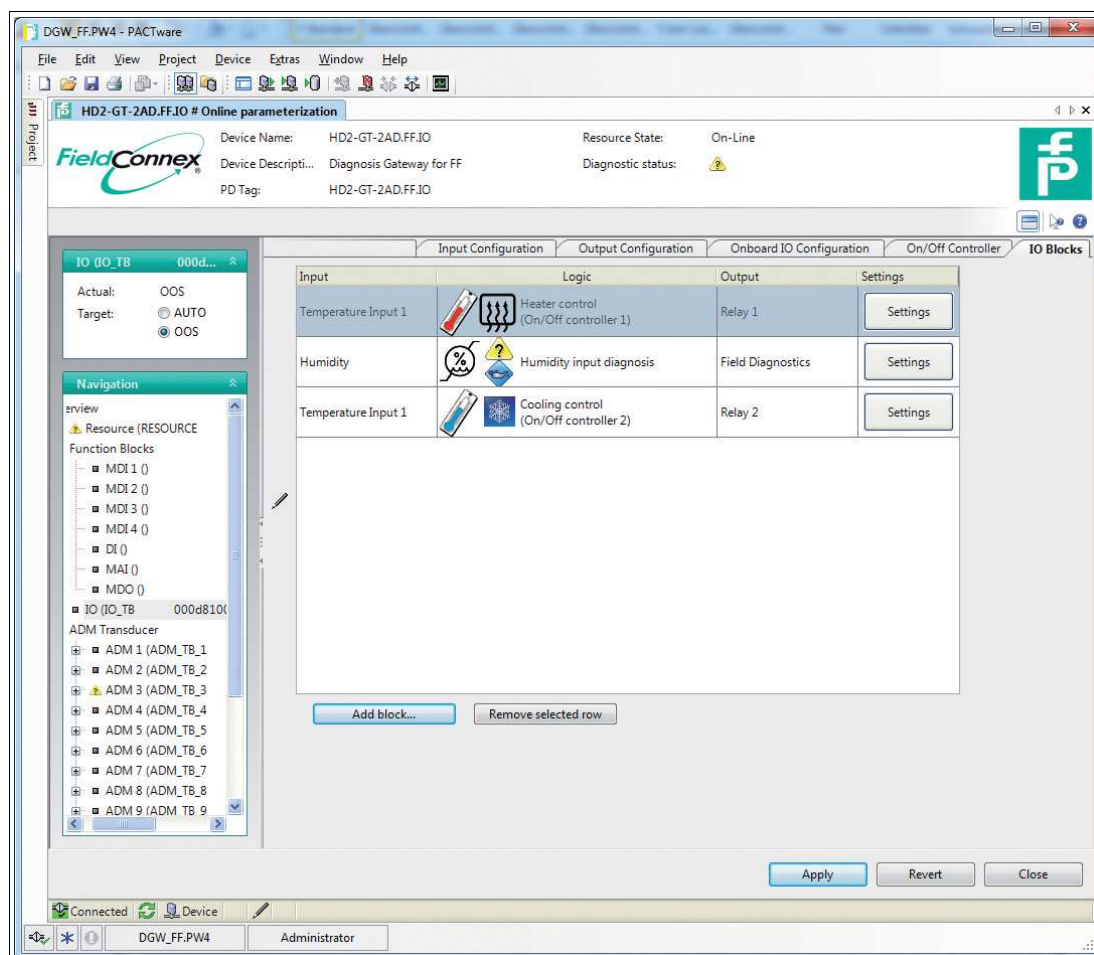 DGW_FF.PW4 - PACTware
File Edit View Project Device Extras Window Help
Project
HD2-GT-2AD.FF.IO # Online parameterization
FieldConnex
Device Name: HD2-GT-2AD.FF.IO Resource State: On-Line
Device Descripti... Diagnosis Gateway for FF Diagnostic status:
PD Tag: HD2-GT-2AD.FF.IO
IO (IO_TB 000d...
Actual: OOS
Target: AUTO
OOS
Navigation
erview
Resource (RESOURCE
Function Blocks
MDI 1 ()
MDI 2 ()
MDI 3 ()
MDI 4 ()
DI ()
MAI ()
MDO ()
IO (IO_TB 000d8100
ADM Transducer
ADM 1 (ADM_TB_1
ADM 2 (ADM_TB_2
ADM 3 (ADM_TB_3
ADM 4 (ADM_TB_4
ADM 5 (ADM_TB_5
ADM 6 (ADM_TB_6
ADM 7 (ADM_TB_7
ADM 8 (ADM_TB_8
ADM 9 (ADM TB 9
Input Configuration Output Configuration Onboard IO Configuration On/Off Controller IO Blocks
Input Logic Output Settings
Temperature Input 1 Heater control (On/Off controller 1) Relay 1 Settings
Humidity % ? Humidity input diagnosis Field Diagnostics Settings
Temperature Input 1 Cooling control (On/Off controller 2) Relay 2 Settings
Add block... Remove selected row
Apply Revert Close
Connected Device
DGW_FF.PW4 Administrator